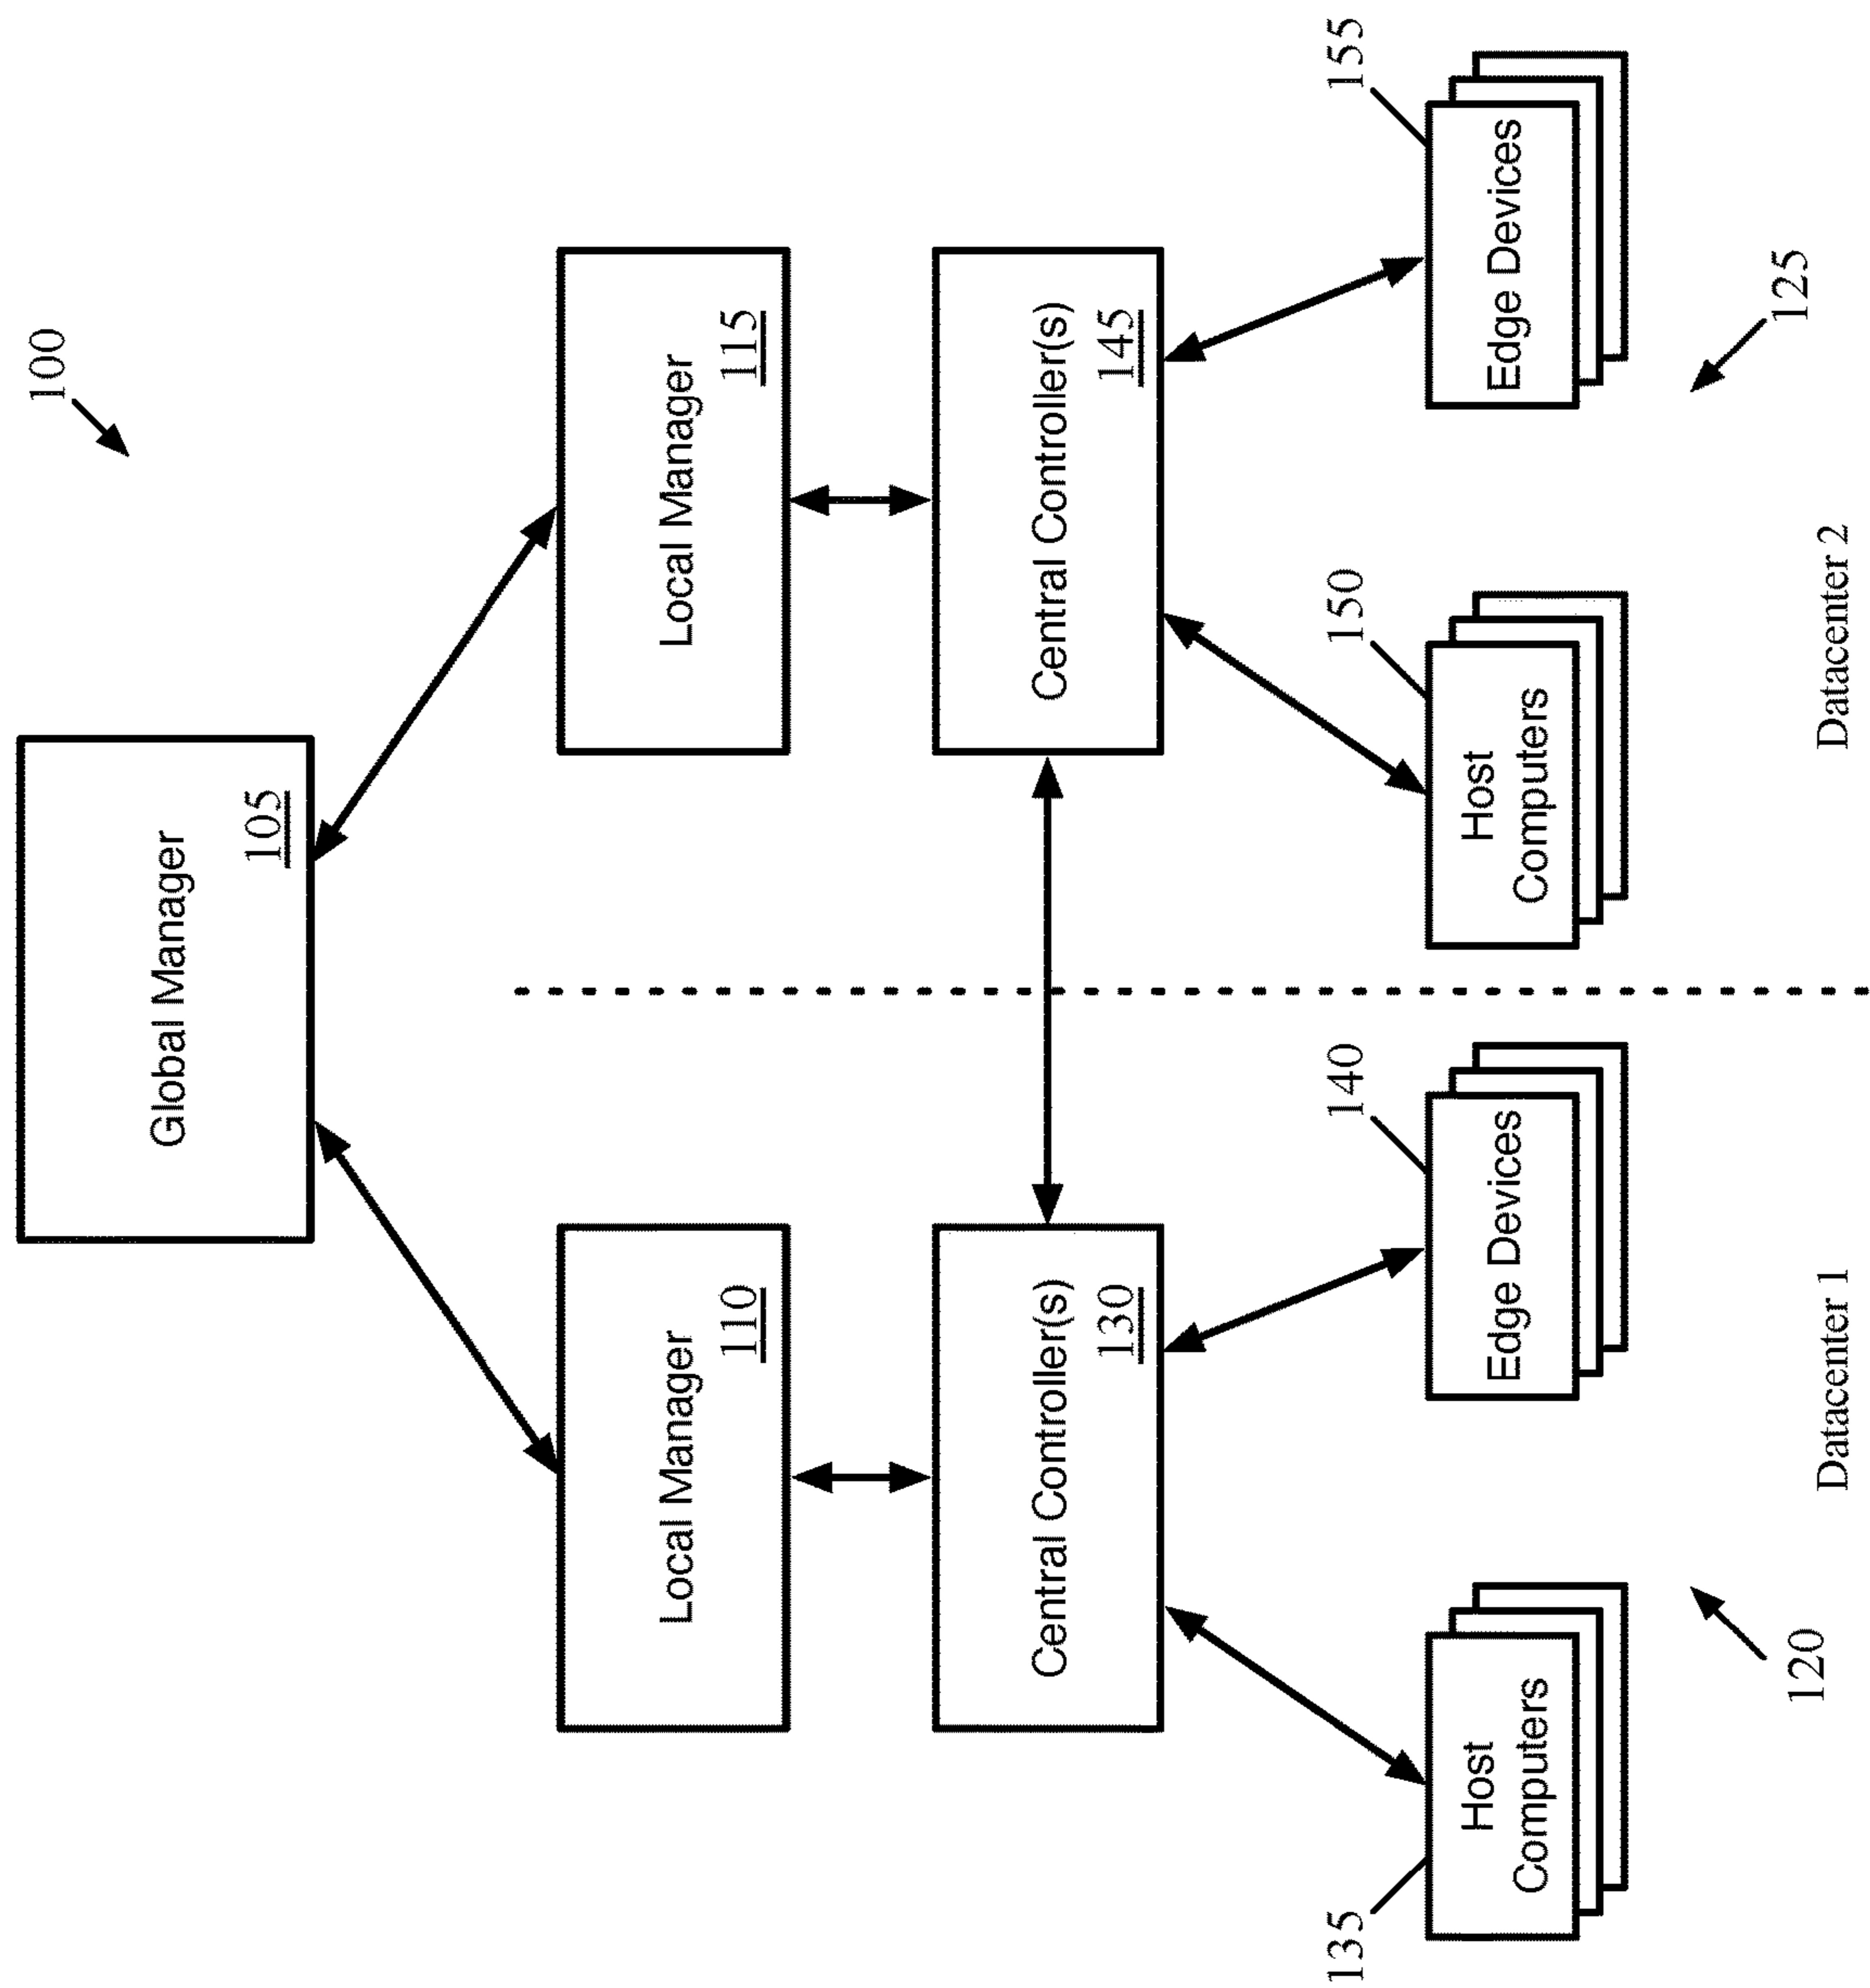 100
Global Manager
105
Local Manager
110
Local Manager
115
Central Controller(s)
130
Central Controller(s)
145
135
Host
Computers
140
Edge Devices
150
Host
Computers
155
Edge Devices
120
125
Datacenter 1
Datacenter 2